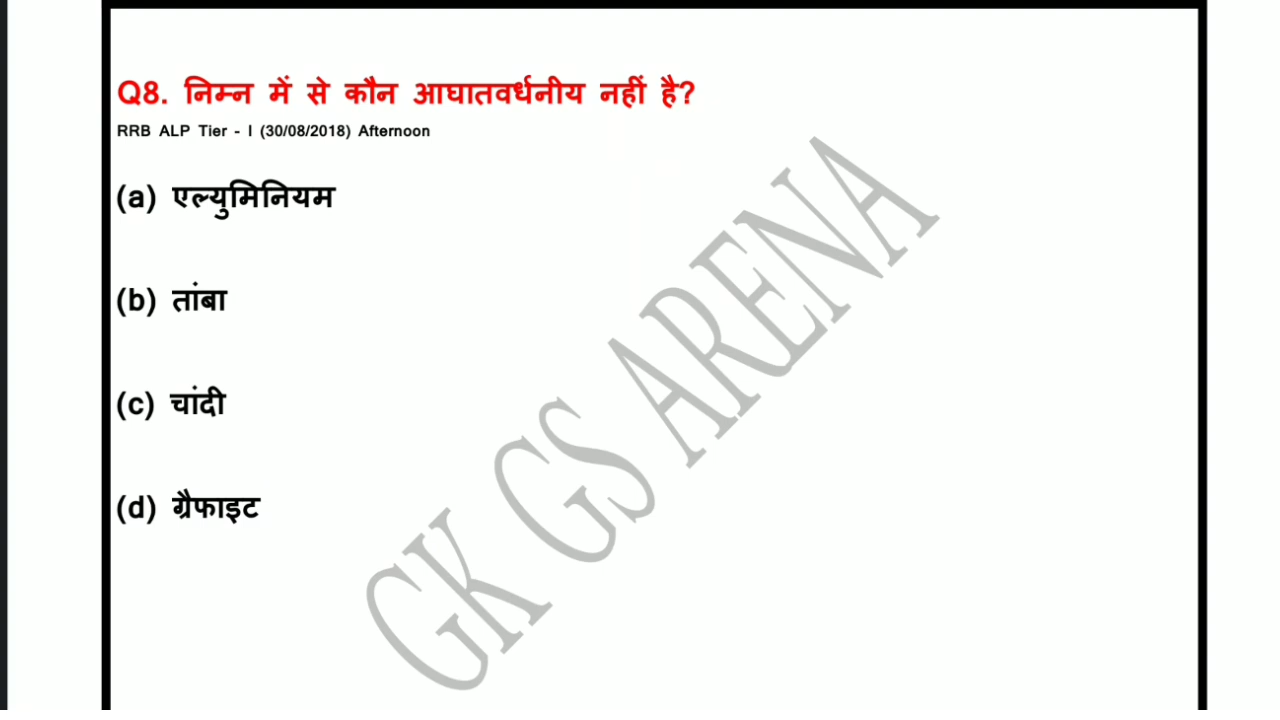 Q8. निम्न में से कौन आघातवर्धनीय नहीं है?
RRB ALP Tier - I (30/08/2018) Afternoon
(a) एल्युमिनियम
(b) तांबा
(c) चांदी
(d) ग्रैफाइट
GK GS ARENA